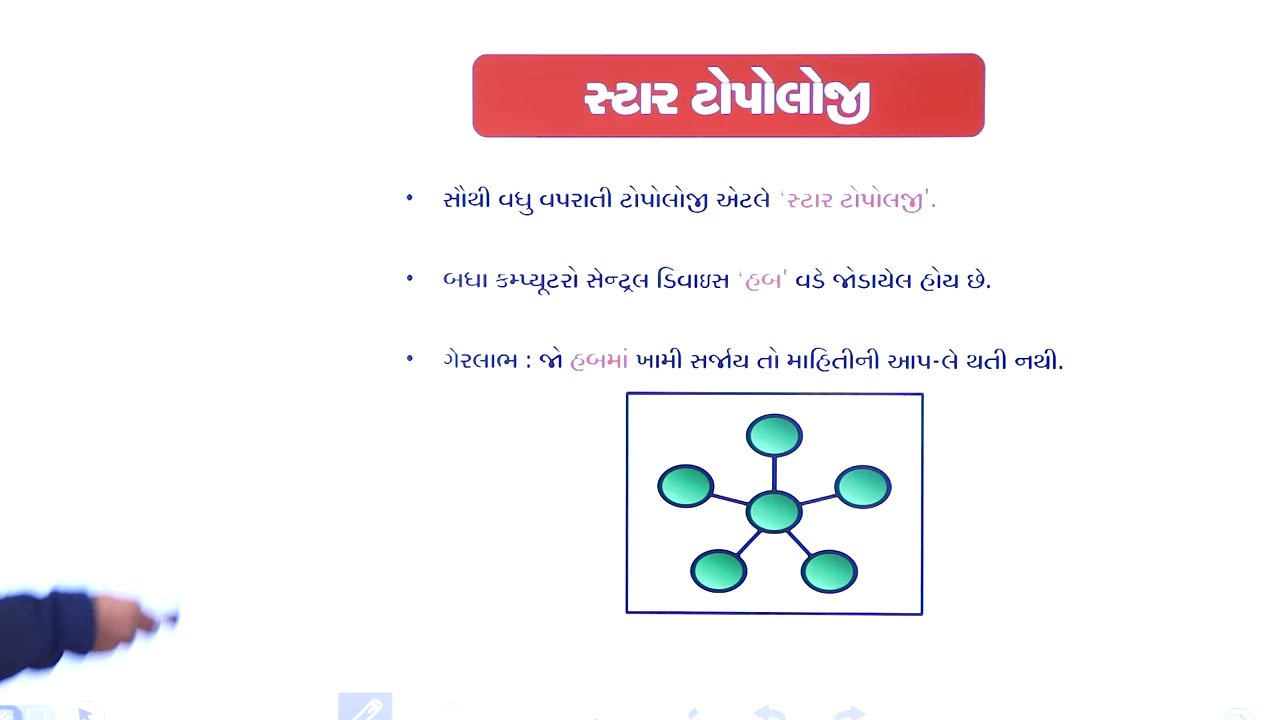 સ્ટાર ટોપોલોજી
• સૌથી વધુ વપરાતી ટોપોલોજી એટલે ‘સ્ટાર ટોપોલજી'.
• બધા કમ્પ્યૂટરો સેન્ટ્રલ ડિવાઇસ ‘હબ' વડે જોડાયેલ હોય છે.
• ગેરલાભ : જો હબમાં ખામી સર્જાય તો માહિતીની આપ-લે થતી નથી.